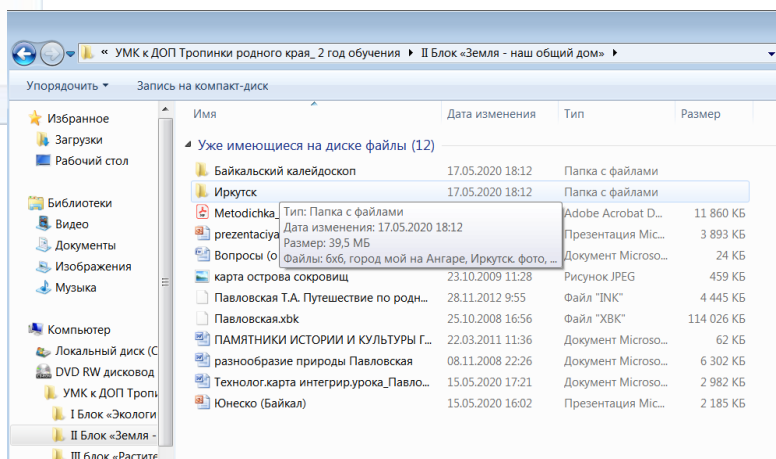 « УМК к ДОП Тропинки родного края_ 2 год обучения ▸ II Блок «Земля - наш общий дом» ▸
Упорядочить ▾ Запись на компакт-диск
Избранное
Загрузки
Рабочий стол
Библиотеки
Видео
Документы
Изображения
Музыка
Компьютер
Локальный диск (C
DVD RW дисковод
УМК к ДОП Тропи
I Блок «Экологи
II Блок «Земля -
III блок «Растите
Имя Дата изменения Тип Размер
Уже имеющиеся на диске файлы (12)
Байкальский калейдоскоп 17.05.2020 18:12 Папка с файлами
Иркутск 17.05.2020 18:12 Папка с файлами
Metodichka_ Adobe Acrobat D... 11 860 КБ
prezentaciya Презентация Mic... 3 893 КБ
Вопросы (о Документ Microso... 24 КБ
Тип: Папка с файлами
Дата изменения: 17.05.2020 18:12
Размер: 39,5 МБ
Файлы: 6х6, город мой на Ангаре, Иркутск. фото, ...
карта острова сокровищ 23.10.2009 11:28 Рисунок JPEG 459 КБ
Павловская Т.А. Путешествие по родн... 28.11.2012 9:55 Файл "INK" 4 445 КБ
Павловская.xbk 25.10.2008 16:56 Файл "XBK" 114 026 КБ
ПАМЯТНИКИ ИСТОРИИ И КУЛЬТУРЫ Г... 22.03.2011 11:36 Документ Microso... 62 КБ
разнообразие природы Павловская 08.11.2008 22:26 Документ Microso... 6 302 КБ
Технолог.карта интегрир.урока_Павло... 15.05.2020 17:21 Документ Microso... 2 982 КБ
Юнеско (Байкал) 15.05.2020 16:02 Презентация Mic... 2 185 КБ